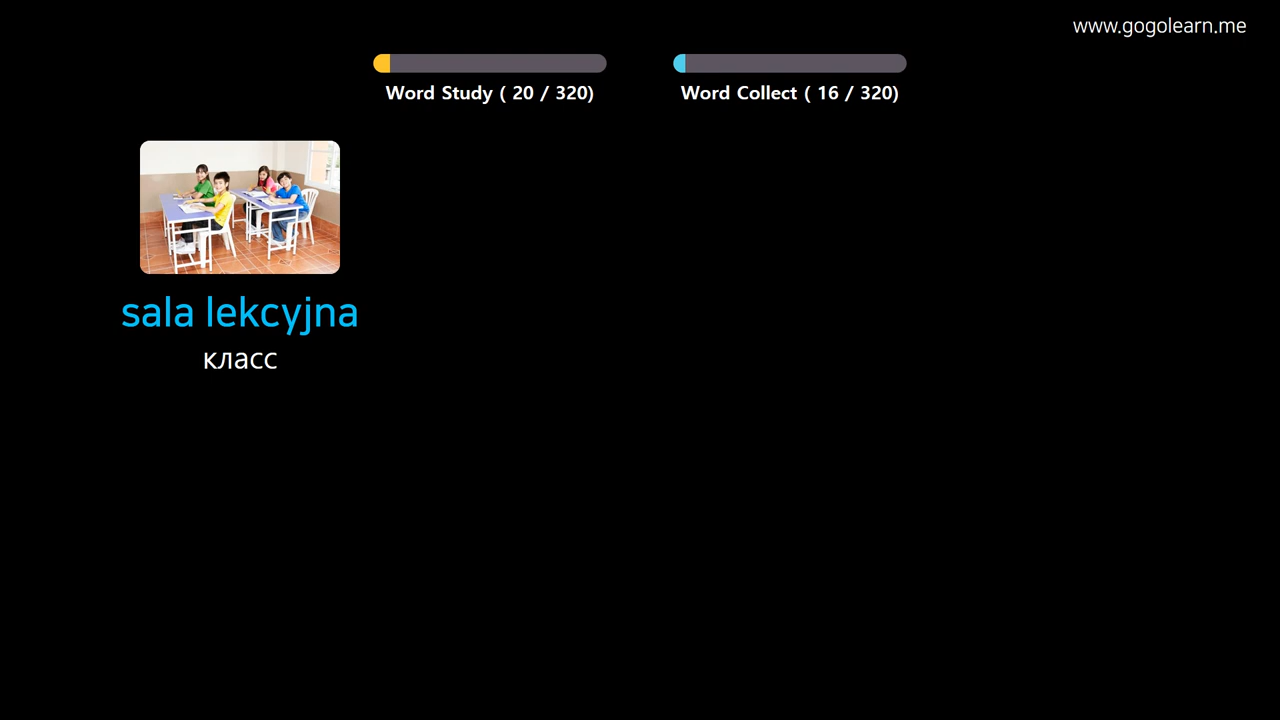 www.gogolearn.me
Word Study ( 20 / 320)
Word Collect ( 16 / 320)
sala lekcyjna
класс